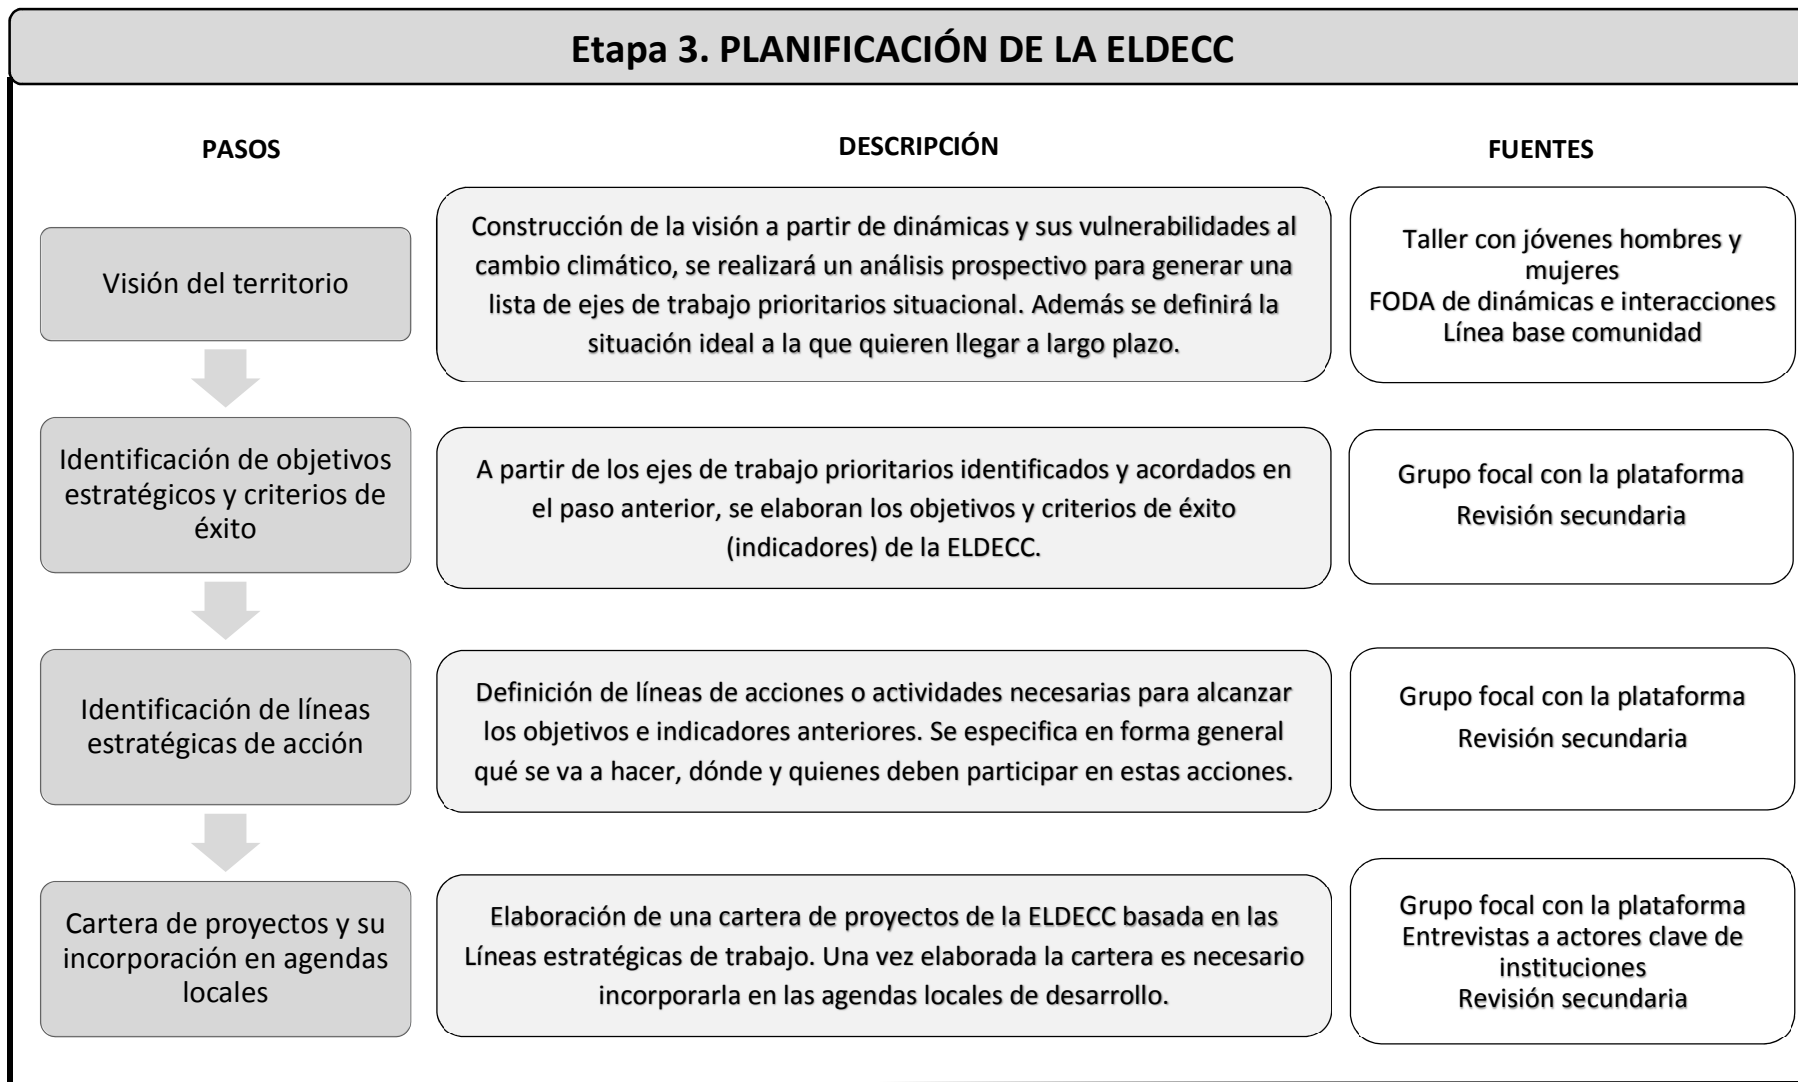 Etapa 3. PLANIFICACIÓN DE LA ELDECC
PASOS
DESCRIPCIÓN
FUENTES
Visión del territorio
Construcción de la visión a partir de dinámicas y sus vulnerabilidades al
cambio climático, se realizará un análisis prospectivo para generar una
lista de ejes de trabajo prioritarios situacional. Además se definirá la
situación ideal a la que quieren llegar a largo plazo.
Taller con jóvenes hombres y
mujeres
FODA de dinámicas e interacciones
Línea base comunidad
Identificación de objetivos
estratégicos y criterios de
éxito
A partir de los ejes de trabajo prioritarios identificados y acordados en
el paso anterior, se elaboran los objetivos y criterios de éxito
(indicadores) de la ELDECC.
Grupo focal con la plataforma
Revisión secundaria
Identificación de líneas
estratégicas de acción
Definición de líneas de acciones o actividades necesarias para alcanzar
los objetivos e indicadores anteriores. Se especifica en forma general
qué se va a hacer, dónde y quienes deben participar en estas acciones.
Grupo focal con la plataforma
Revisión secundaria
Cartera de proyectos y su
incorporación en agendas
locales
Elaboración de una cartera de proyectos de la ELDECC basada en las
Líneas estratégicas de trabajo. Una vez elaborada la cartera es necesario
incorporarla en las agendas locales de desarrollo.
Grupo focal con la plataforma
Entrevistas a actores clave de
instituciones
Revisión secundaria